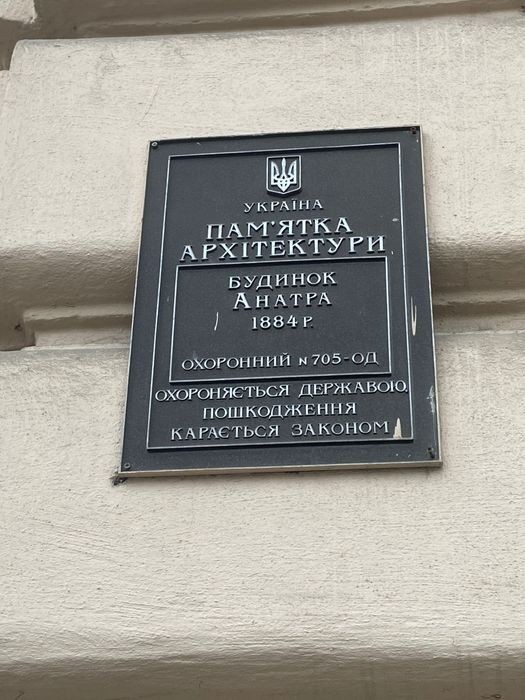 УКРАЇНА
ПАМ'ЯТКА
АРХІТЕКТУРИ
БУДИНОК
АНАТРА
1884 Р.
ОХОРОННИЙ N 705-ОД
ОХОРОНЯЄТЬСЯ ДЕРЖАВОЮ,
ПОШКОДЖЕННЯ
КАРАЄТЬСЯ ЗАКОНОМ